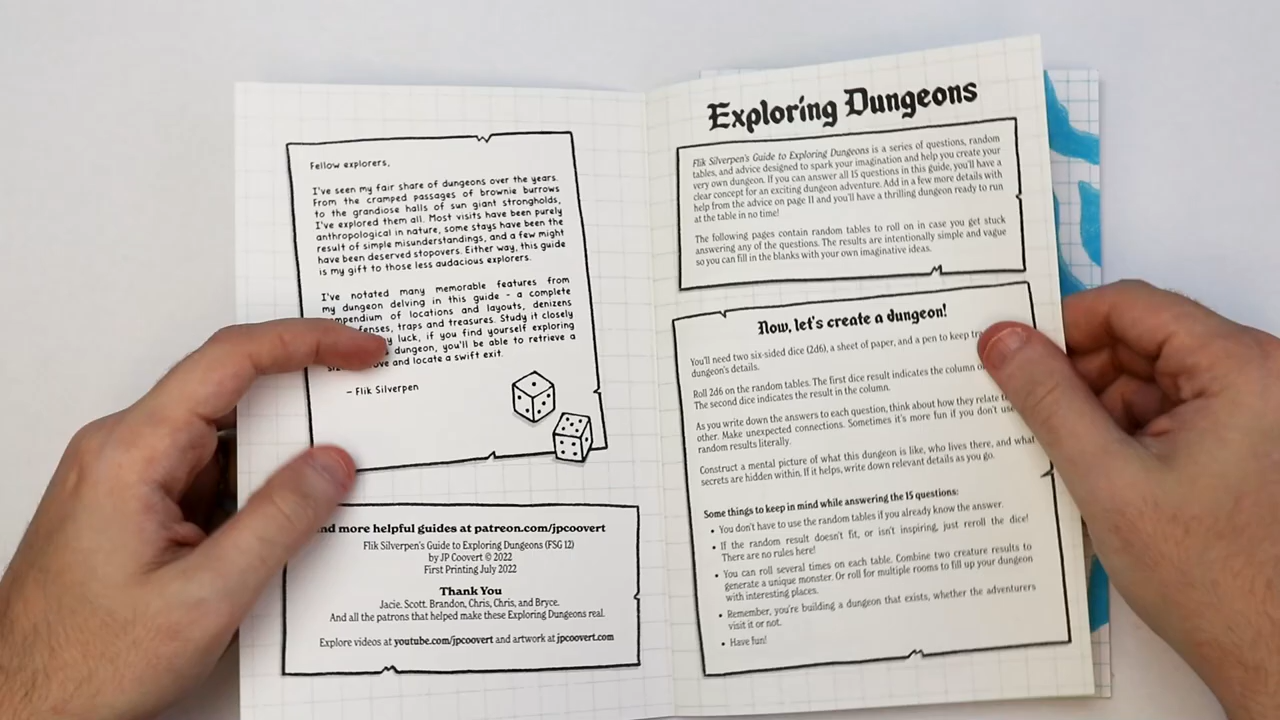 Fellow explorers,
I've seen my fair share of dungeons over the years.
From the cramped passages of brownie burrows
to the grandiose halls of sun giant strongholds,
I've explored them all. Most visits have been purely
anthropological in nature, some stays have been the
result of simple misunderstandings, and a few might
have been deserved stopovers. Either way, this guide
is my gift to those less audacious explorers.
I've notated many memorable features from
my dungeon delving in this guide - a complete
mpendium of locations and layouts, denizens
fenses, traps and treasures. Study it closely
y luck, if you find yourself exploring
dungeon, you'll be able to retrieve a
ve and locate a swift exit.
– Flik Silverpen
nd more helpful guides at patreon.com/jpcoovert
Flik Silverpen's Guide to Exploring Dungeons (FSG 12)
by JP Coovert © 2022
First Printing July 2022
Thank You
Jacie, Scott, Brandon, Chris, Chris, and Bryce.
And all the patrons that helped make these Exploring Dungeons real.
Explore videos at youtube.com/jpcoovert and artwork at jpcoovert.com
Exploring Dungeons
Flik Silverpen's Guide to Exploring Dungeons is a series of questions, random
tables, and advice designed to spark your imagination and help you create your
very own dungeon. If you can answer all 15 questions in this guide, you'll have a
clear concept for an exciting dungeon adventure. Add in a few more details with
help from the advice on page 11 and you'll have a thrilling dungeon ready to run
at the table in no time!
The following pages contain random tables to roll on in case you get stuck
answering any of the questions. The results are intentionally simple and vague
so you can fill in the blanks with your own imaginative ideas.
Now, let's create a dungeon!
You'll need two six-sided dice (2d6), a sheet of paper, and a pen to keep tr
dungeon's details.
Roll 2d6 on the random tables. The first dice result indicates the column o
The second dice indicates the result in the column.
As you write down the answers to each question, think about how they relate t
other. Make unexpected connections. Sometimes it's more fun if you don't use
random results literally.
Construct a mental picture of what this dungeon is like, who lives there, and what
secrets are hidden within. If it helps, write down relevant details as you go.
Some things to keep in mind while answering the 15 questions:
• You don't have to use the random tables if you already know the answer.
• If the random result doesn't fit, or isn't inspiring, just reroll the dice!
There are no rules here!
• You can roll several times on each table. Combine two creature results to
generate a unique monster. Or roll for multiple rooms to fill up your dungeon
with interesting places.
• Remember, you're building a dungeon that exists, whether the adventurers
visit it or not.
• Have fun!